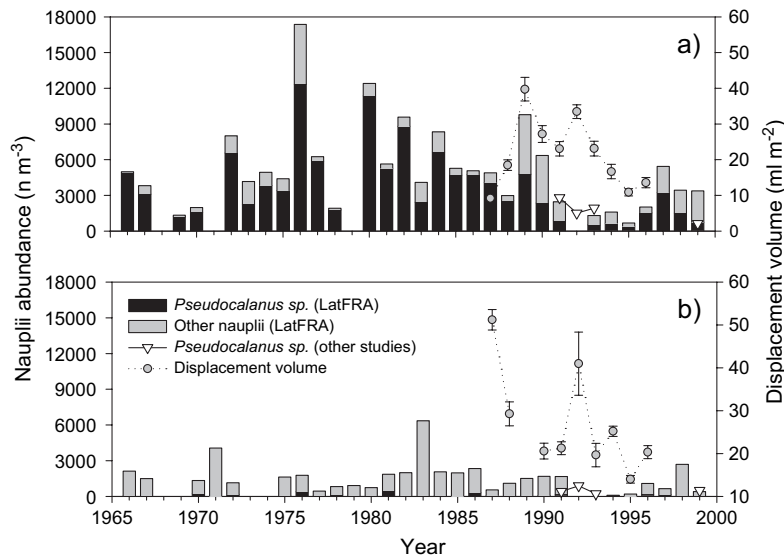 18000
15000
12000
9000
6000
3000
0
60
50
40
30
20
10
0
a)
Nauplii abundance (n m-3)
Displacement volume (ml m-2)
18000
15000
12000
9000
6000
3000
0
Pseudocalanus sp. (LatFRA)
Other nauplii (LatFRA)
Pseudocalanus sp. (other studies)
Displacement volume
b)
60
50
40
30
20
10
1965 1970 1975 1980 1985 1990 1995 2000
Year